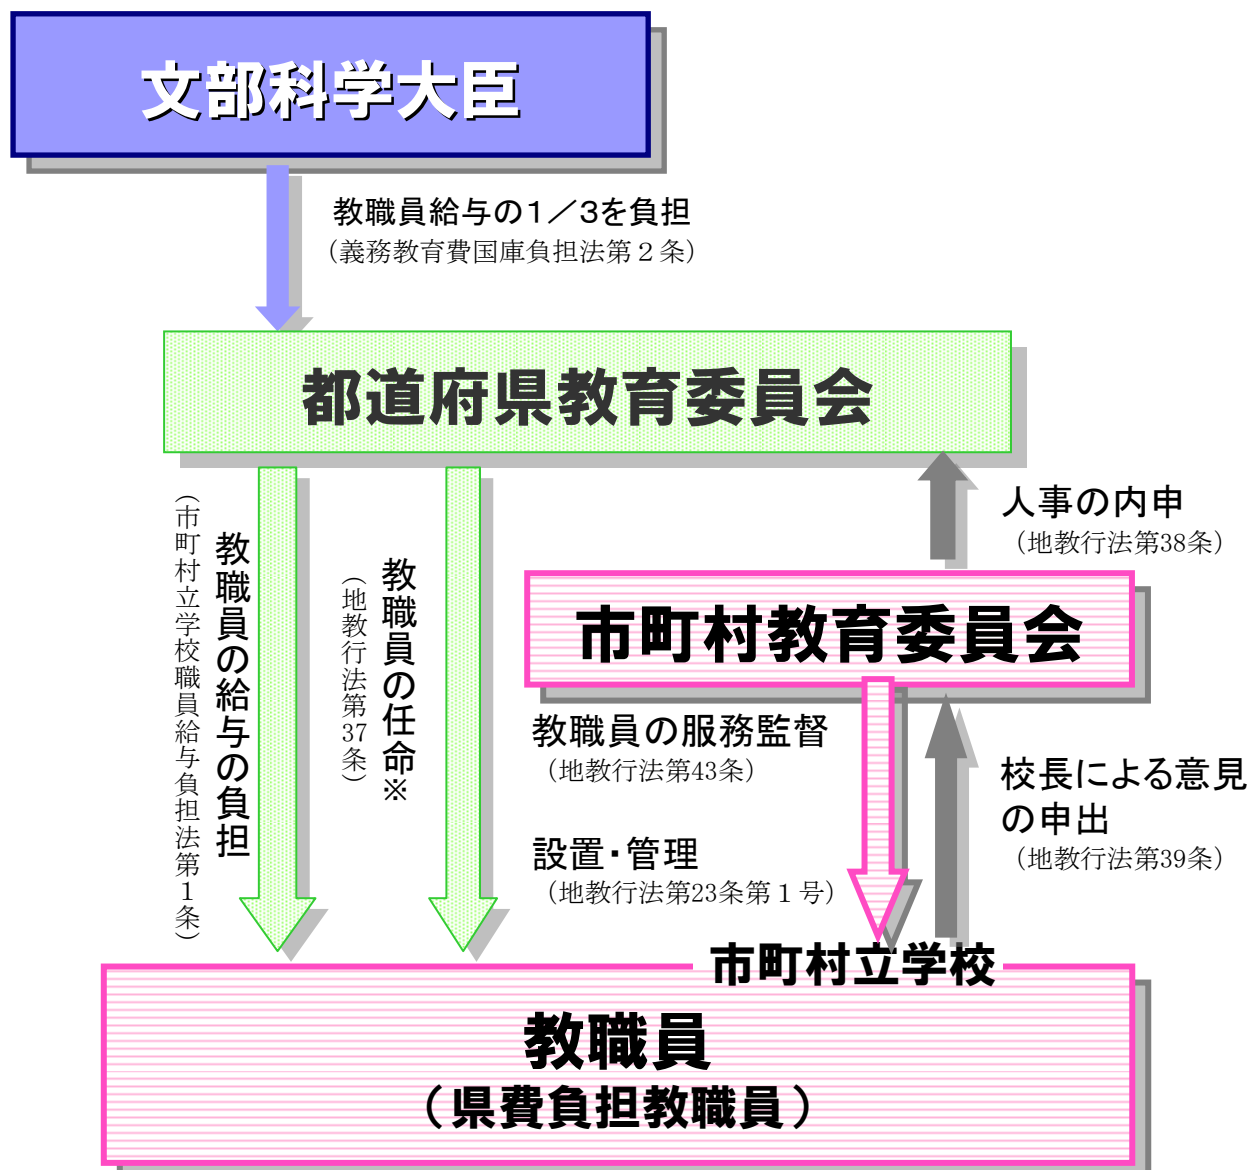 文部科学大臣
教職員給与の１／３を負担
（義務教育費国庫負担法第２条）
都道府県教育委員会
教職員の給与の負担
（市町村立学校職員給与負担法第１条）
教職員の任命※
（地教行法第37条）
人事の内申
（地教行法第38条）
市町村教育委員会
教職員の服務監督
（地教行法第43条）
設置・管理
（地教行法第23条第１号）
校長による意見
の申出
（地教行法第39条）
市町村立学校
教職員
（県費負担教職員）